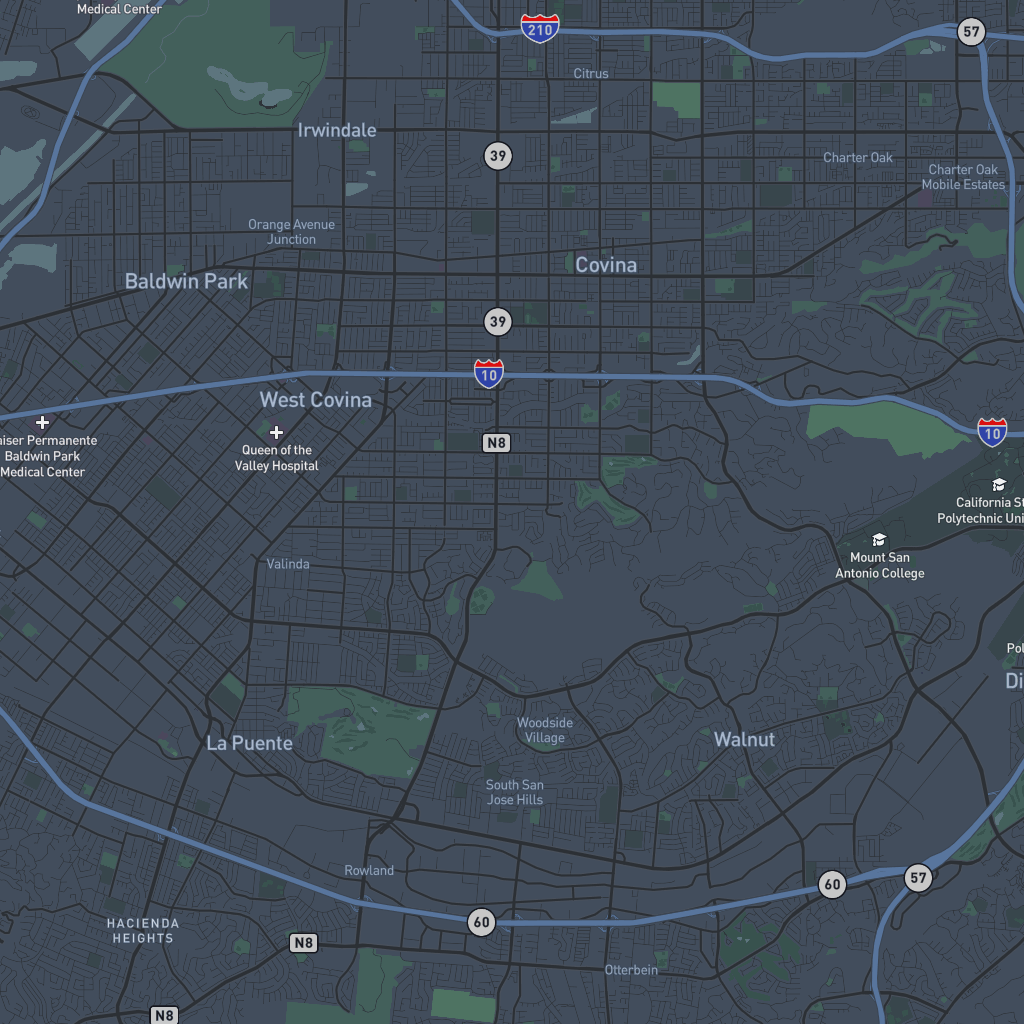 Medical Center
210
57
Citrus
Irwindale
39
Charter Oak
Charter Oak
Mobile Estates
Orange Avenue
Junction
Covina
Baldwin Park
39
10
West Covina
10
Queen of the
Valley Hospital
aiser Permanente
Baldwin Park
Medical Center
N8
California St
Polytechnic Uni
Mount San
Antonio College
Valinda
Pol
Di
Woodside
Village
Walnut
La Puente
South San
Jose Hills
Rowland
60
57
60
HACIENDA
HEIGHTS
N8
Otterbein
N8